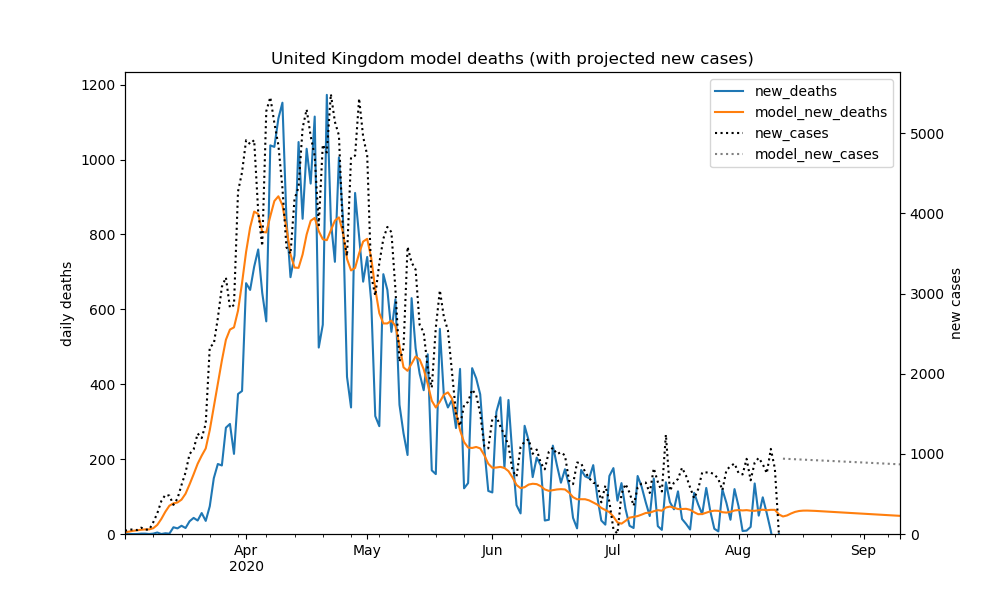 United Kingdom model deaths (with projected new cases)
new_deaths
model_new_deaths
new_cases
model_new_cases
daily deaths
1200
1000
800
600
400
200
0
new cases
5000
4000
3000
2000
1000
0
Apr
2020
May
Jun
Jul
Aug
Sep